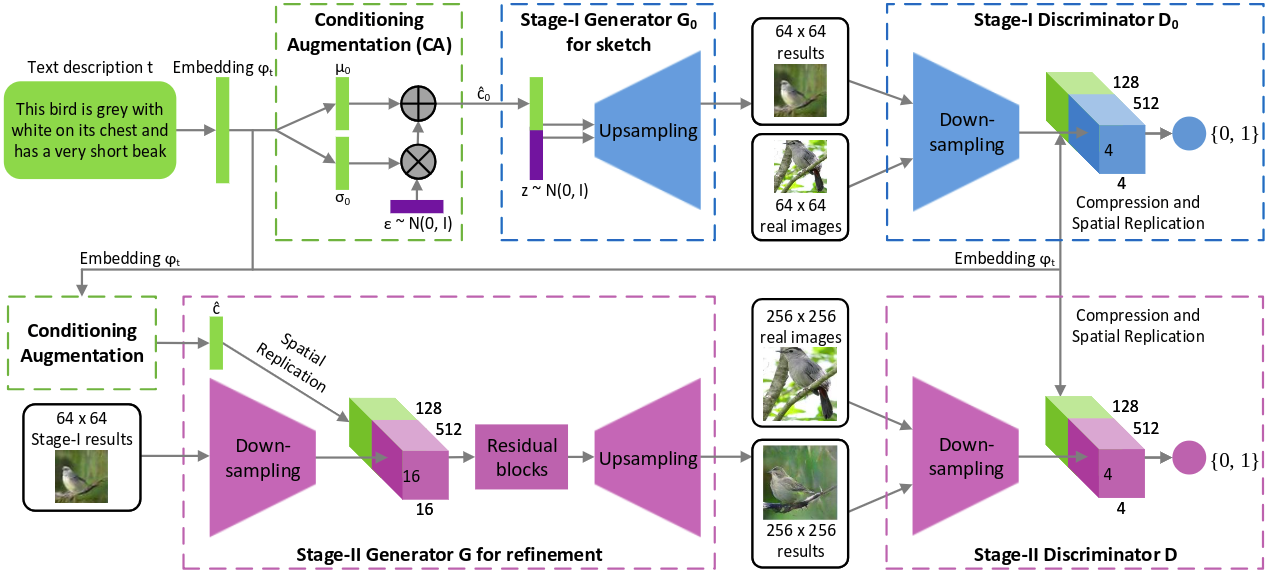 Conditioning
Augmentation (CA)
Stage-I Generator G₀
for sketch
Stage-I Discriminator D₀
Text description t
Embedding φₜ
This bird is grey with
white on its chest and
has a very short beak
μ₀
σ₀
ε ~ N(0, I)
ĉ₀
z ~ N(0, I)
Upsampling
64 x 64
results
64 x 64
real images
Down-
sampling
128
512
4
4
{0, 1}
Compression and
Spatial Replication
Embedding φₜ
Embedding φₜ
Conditioning
Augmentation
ĉ
Spatial
Replication
64 x 64
Stage-I results
Down-
sampling
128
512
16
16
Residual
blocks
Upsampling
Stage-II Generator G for refinement
256 x 256
real images
256 x 256
results
Compression and
Spatial Replication
Down-
sampling
128
512
4
4
{0, 1}
Stage-II Discriminator D